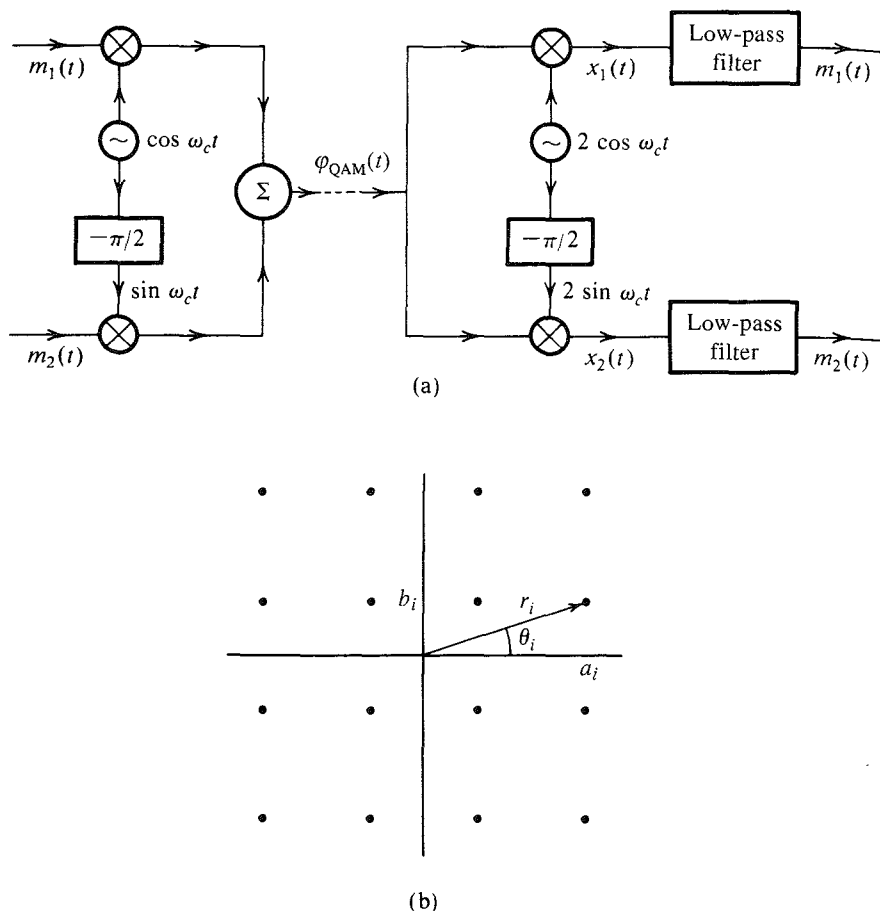 m₁(t)
cos ω_c t
−π/2
sin ω_c t
m₂(t)
Σ
φ_QAM(t)
x₁(t)
Low-pass
filter
m₁(t)
2 cos ω_c t
−π/2
2 sin ω_c t
x₂(t)
Low-pass
filter
m₂(t)
(a)
b_i
r_i
θ_i
a_i
(b)